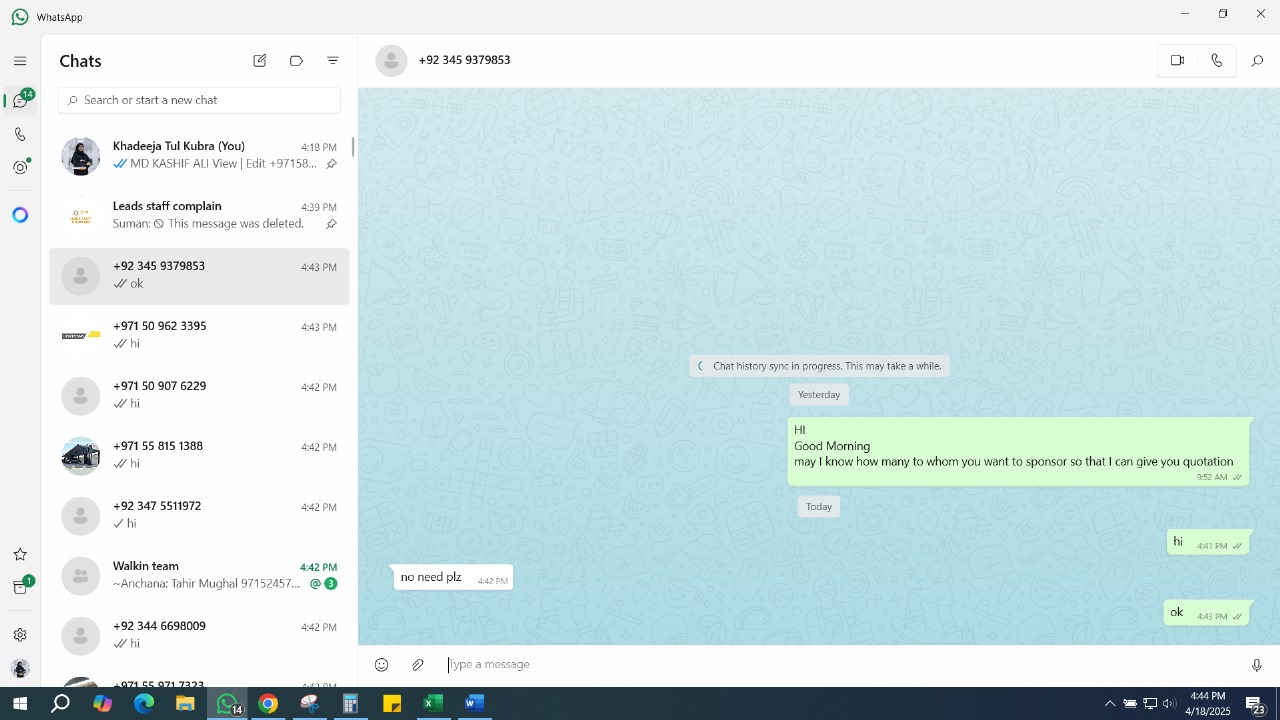 WhatsApp
14
Chats
Search or start a new chat
Khadeeja Tul Kubra (You) 4:18 PM
MD KASHIF ALI View | Edit +97158...
Leads staff complain 4:39 PM
Suman: This message was deleted.
+92 345 9379853 4:43 PM
ok
+971 50 962 3395 4:43 PM
hi
+971 50 907 6229 4:42 PM
hi
+971 55 815 1388 4:42 PM
hi
+92 347 5511972 4:42 PM
hi
Walkin team 4:42 PM
~Anchana: Tahir Mughal 97152457... @ 3
+92 344 6698009 4:42 PM
hi
+971 55 971 7323 4:42 PM
1
+92 345 9379853
Chat history sync in progress. This may take a while.
Yesterday
HI
Good Morning
may I know how many to whom you want to sponsor so that I can give you quotation
9:52 AM
Today
hi 4:41 PM
no need plz 4:42 PM
ok 4:43 PM
Type a message
14
4:44 PM
4/18/2025
23